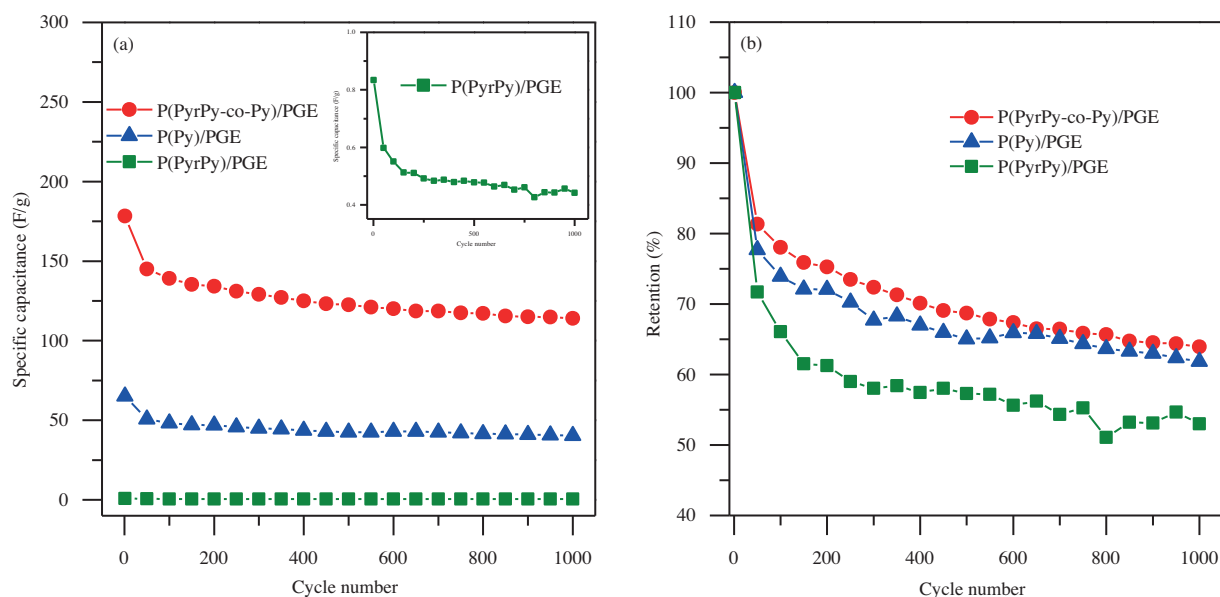 (a)
300
250
200
150
100
50
0
Specific capacitance (F/g)
P(PyrPy-co-Py)/PGE
P(Py)/PGE
P(PyrPy)/PGE
0 200 400 600 800 1000
Cycle number
1.0
0.8
0.6
0.4
Specific capacitance (F/g)
P(PyrPy)/PGE
0 500 1000
Cycle number
(b)
110
100
90
80
70
60
50
40
Retention (%)
P(PyrPy-co-Py)/PGE
P(Py)/PGE
P(PyrPy)/PGE
0 200 400 600 800 1000
Cycle number